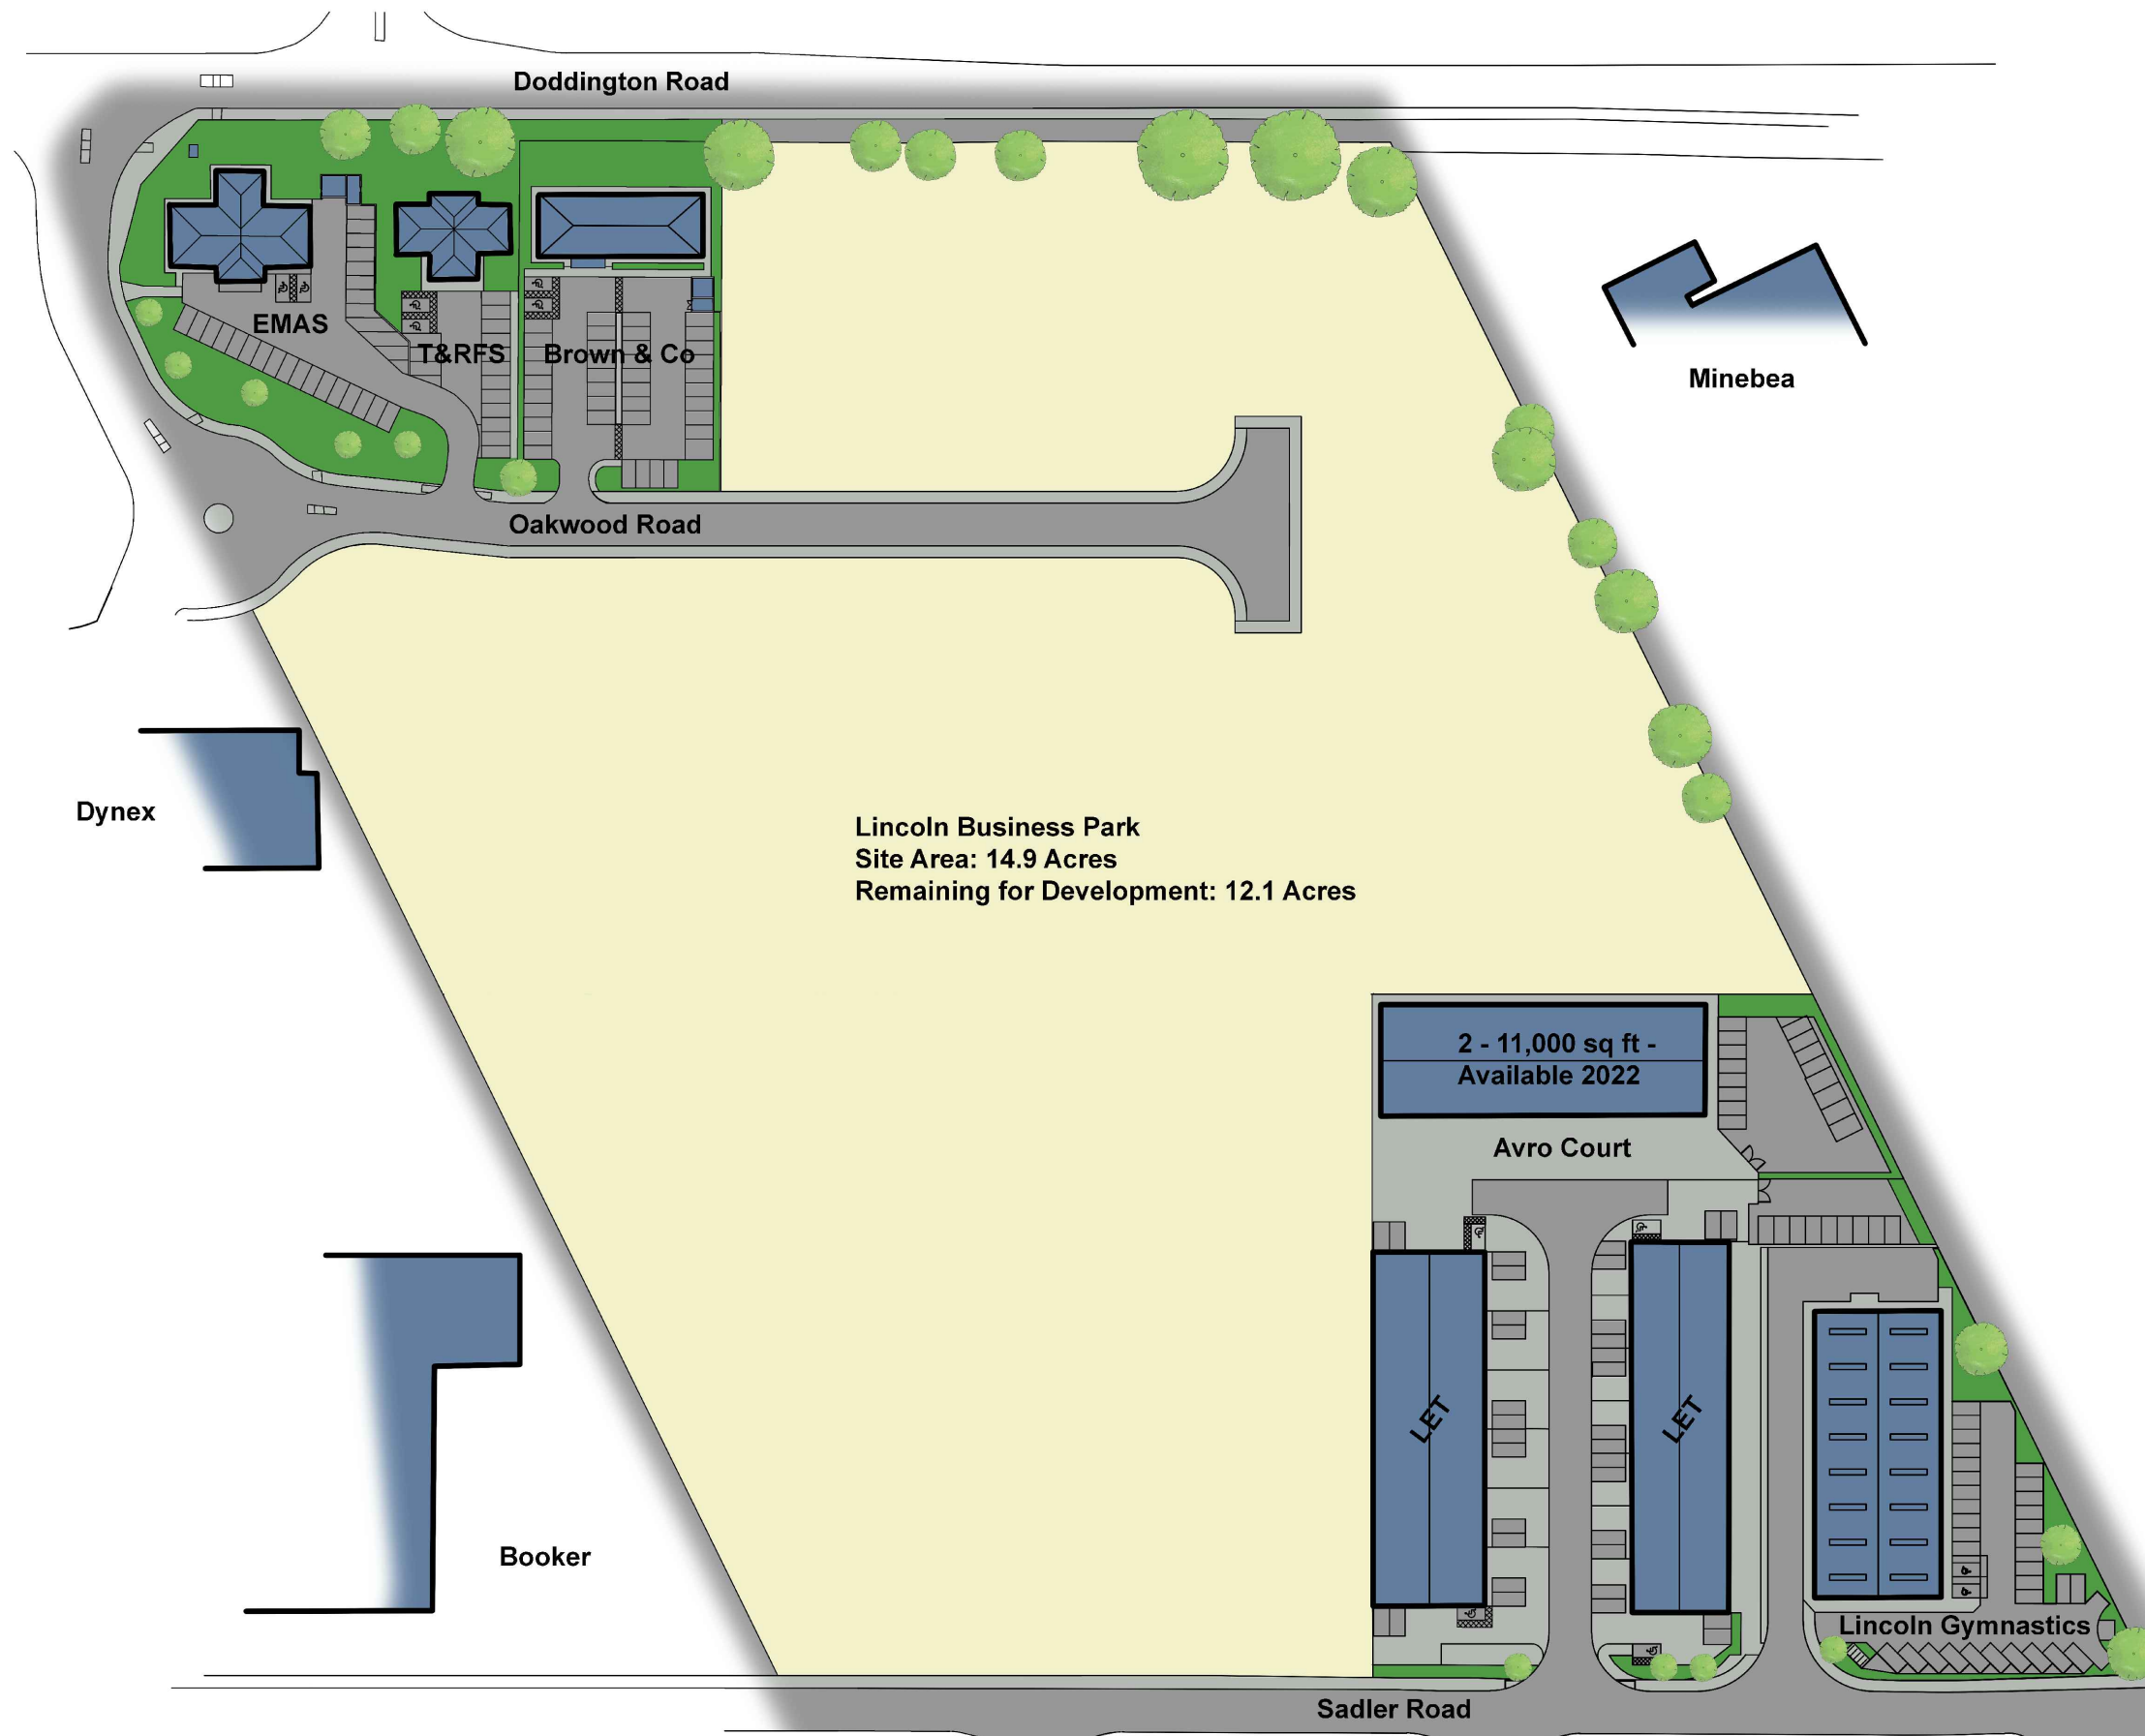 Doddington Road
EMAS
T&RFS
Brown & Co
Minebea
Oakwood Road
Dynex
Lincoln Business Park
Site Area: 14.9 Acres
Remaining for Development: 12.1 Acres
2 - 11,000 sq ft -
Available 2022
Avro Court
LET
LET
Booker
Lincoln Gymnastics
Sadler Road